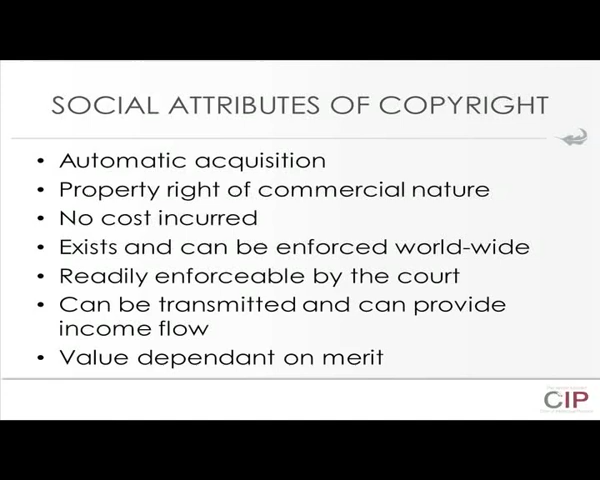 SOCIAL ATTRIBUTES OF COPYRIGHT
• Automatic acquisition
• Property right of commercial nature
• No cost incurred
• Exists and can be enforced world-wide
• Readily enforceable by the court
• Can be transmitted and can provide
income flow
• Value dependant on merit
CIP